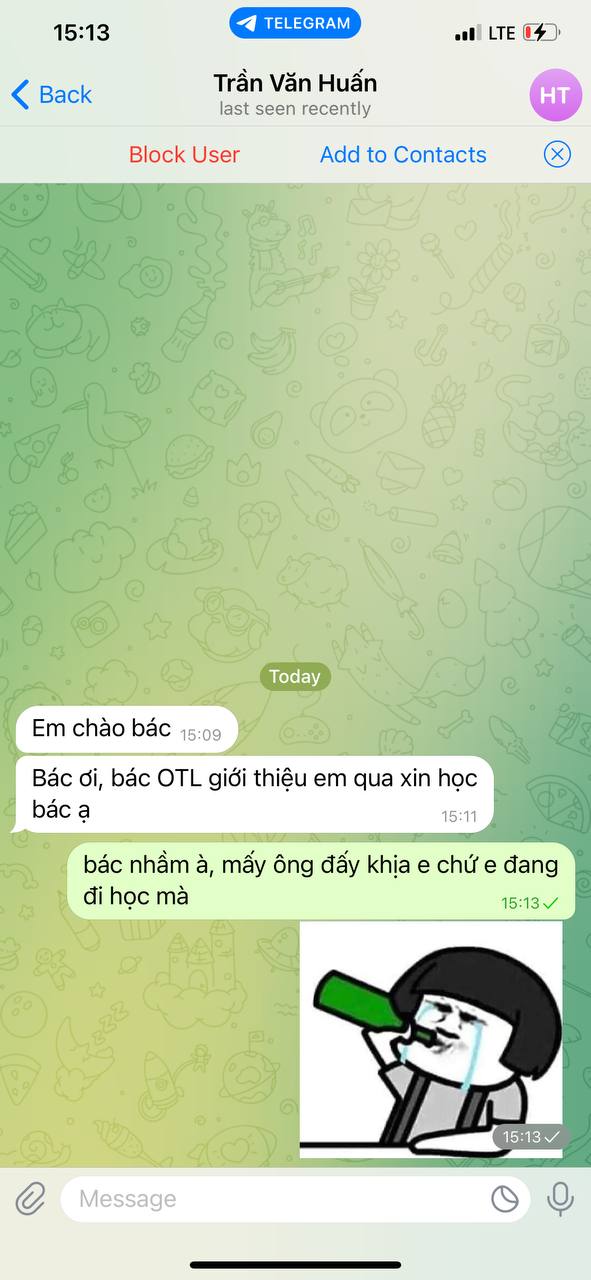 15:13
TELEGRAM
LTE
Back
Trần Văn Huấn
last seen recently
HT
Block User
Add to Contacts
Today
Em chào bác 15:09
Bác ơi, bác OTL giới thiệu em qua xin học
bác ạ
15:11
bác nhầm à, mấy ông đấy khịa e chứ e đang
đi học mà
15:13
15:13
Message